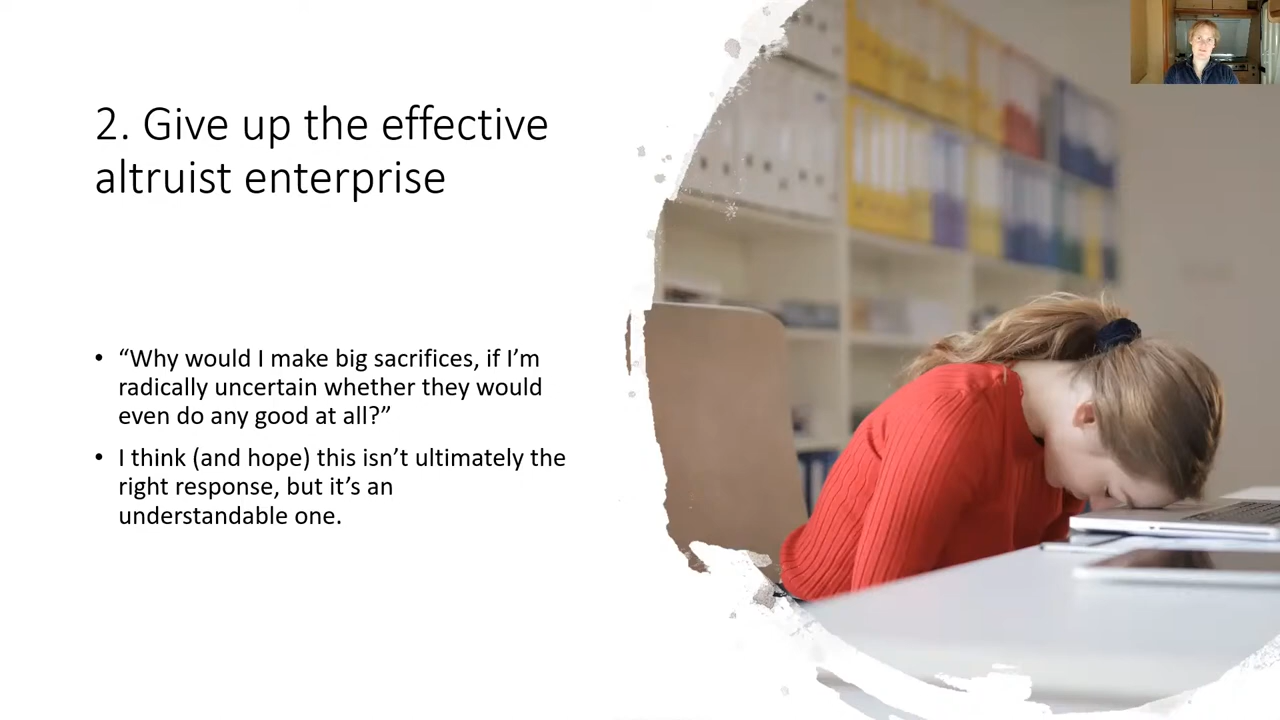 2. Give up the effective
altruist enterprise
• “Why would I make big sacrifices, if I’m
radically uncertain whether they would
even do any good at all?”
• I think (and hope) this isn’t ultimately the
right response, but it’s an
understandable one.